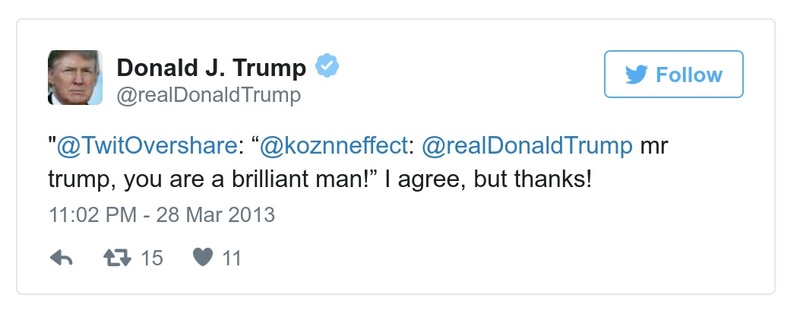 Donald J. Trump
@realDonaldTrump
Follow
"@TwitOvershare: “@koznneffect: @realDonaldTrump mr
trump, you are a brilliant man!” I agree, but thanks!
11:02 PM - 28 Mar 2013
15 11